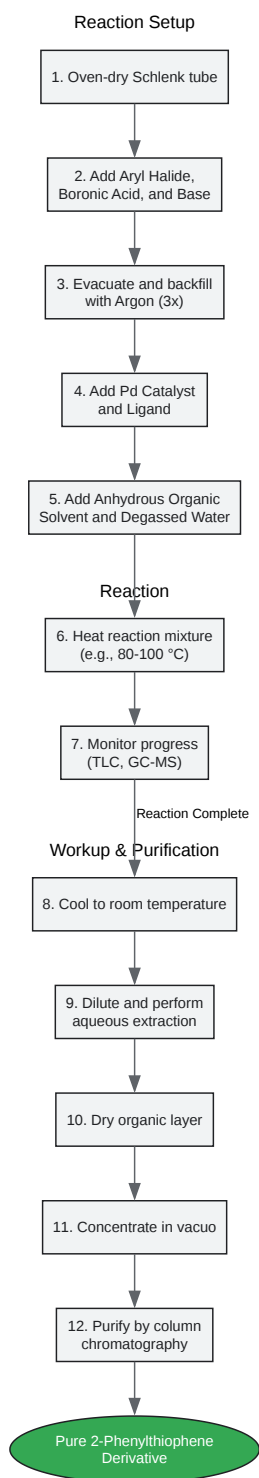 Reaction Setup
1. Oven-dry Schlenk tube
2. Add Aryl Halide,
Boronic Acid, and Base
3. Evacuate and backfill
with Argon (3x)
4. Add Pd Catalyst
and Ligand
5. Add Anhydrous Organic
Solvent and Degassed Water
Reaction
6. Heat reaction mixture
(e.g., 80-100 °C)
7. Monitor progress
(TLC, GC-MS)
Reaction Complete
Workup & Purification
8. Cool to room temperature
9. Dilute and perform
aqueous extraction
10. Dry organic layer
11. Concentrate in vacuo
12. Purify by column
chromatography
Pure 2-Phenylthiophene
Derivative